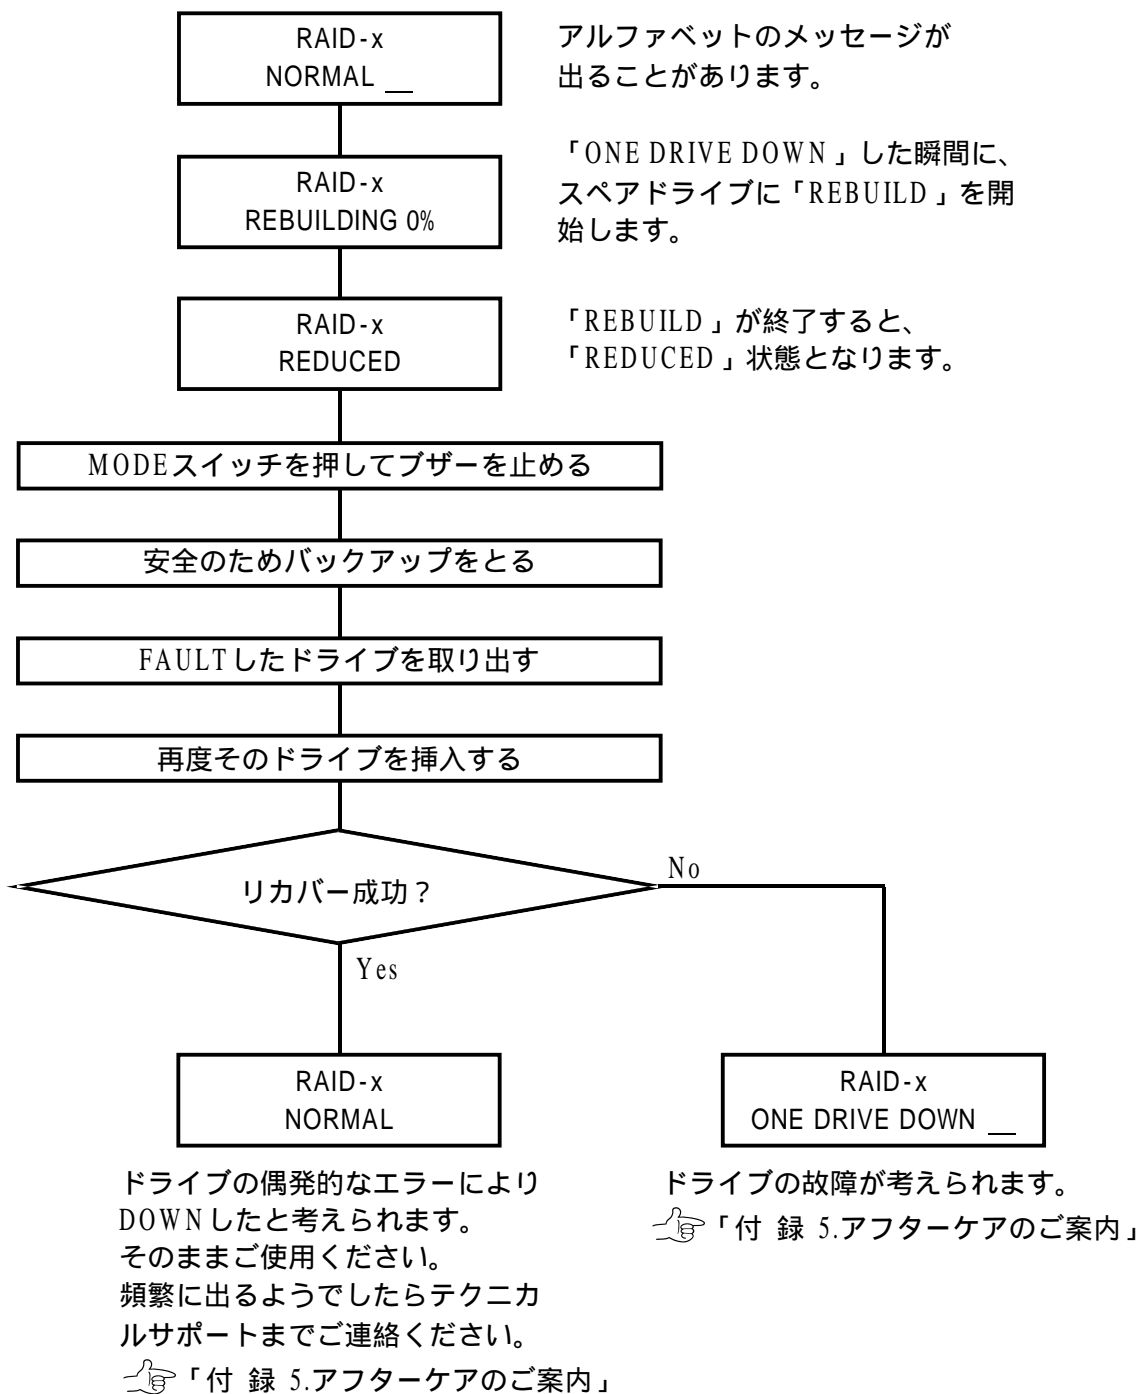 RAID-x
NORMAL __
アルファベットのメッセージが
出ることがあります。
RAID-x
REBUILDING 0%
「ONE DRIVE DOWN」した瞬間に、
スペアドライブに「REBUILD」を開
始します。
RAID-x
REDUCED
「REBUILD」が終了すると、
「REDUCED」状態となります。
MODEスイッチを押してブザーを止める
安全のためバックアップをとる
FAULTしたドライブを取り出す
再度そのドライブを挿入する
リカバー成功？
No
Yes
RAID-x
NORMAL
RAID-x
ONE DRIVE DOWN __
ドライブの偶発的なエラーにより
DOWNしたと考えられます。
そのままご使用ください。
頻繁に出るようでしたらテクニカ
ルサポートまでご連絡ください。
「付 録 5.アフターケアのご案内」
ドライブの故障が考えられます。
「付 録 5.アフターケアのご案内」